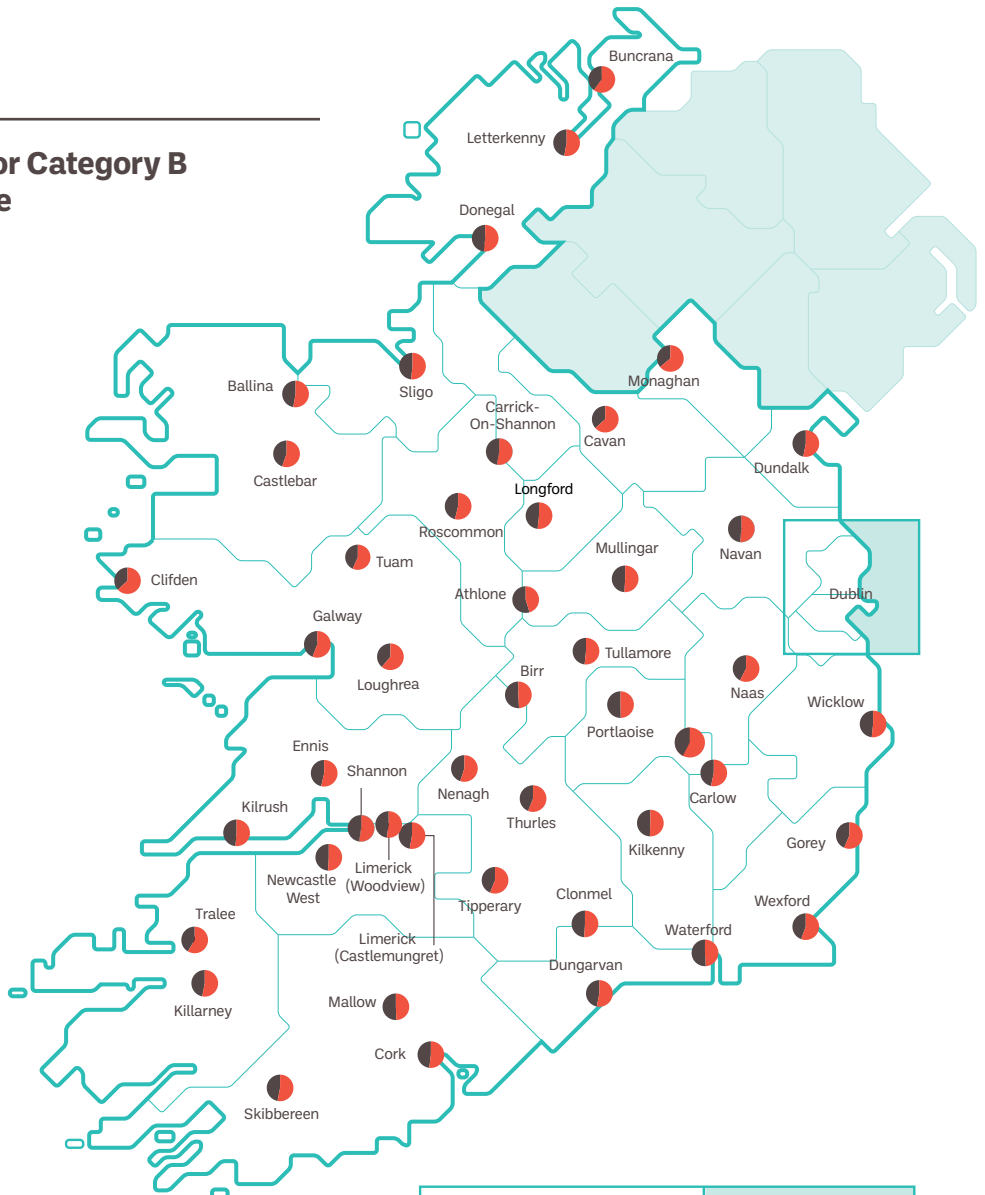 or Category B
e
Buncrana
Letterkenny
Donegal
Ballina
Sligo
Monaghan
Carrick-
On-Shannon
Cavan
Castlebar
Dundalk
Longford
Roscommon
Navan
Mullingar
Tuam
Clifden
Athlone
Dublin
Galway
Tullamore
Loughrea
Birr
Naas
Wicklow
Portlaoise
Ennis
Shannon
Nenagh
Carlow
Kilrush
Thurles
Gorey
Kilkenny
Limerick
(Woodview)
Newcastle
West
Clonmel
Tipperary
Wexford
Tralee
Waterford
Limerick
(Castlemungret)
Dungarvan
Killarney
Mallow
Cork
Skibbereen